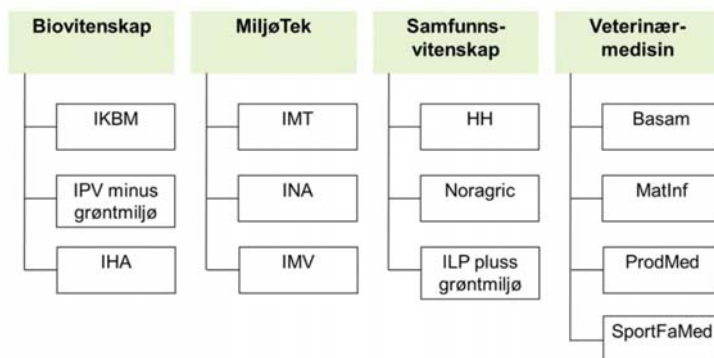 Biovitenskap
IKBM
IPV minus
grøntmiljø
IHA
MiljøTek
IMT
INA
IMV
Samfunns-
vitenskap
HH
Noragric
ILP pluss
grøntmiljø
Veterinær-
medisin
Basam
MatInf
ProdMed
SportFaMed